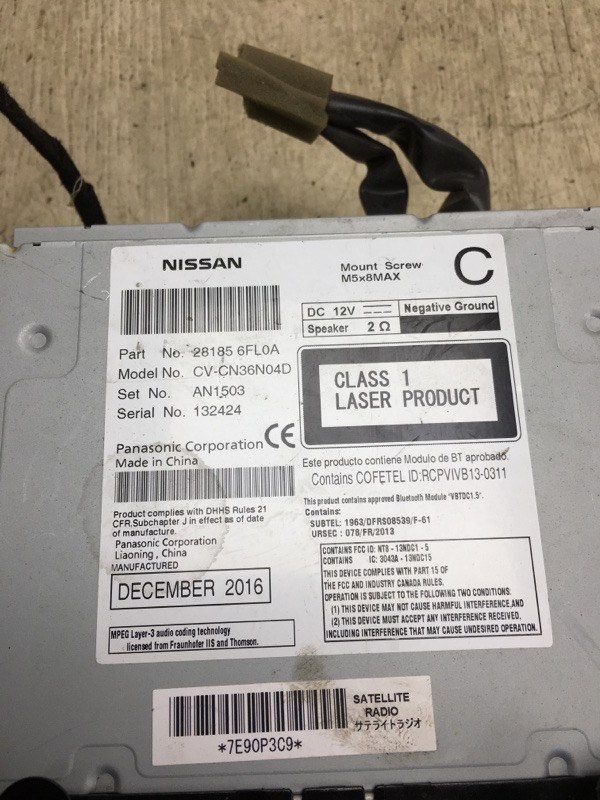 NISSAN
Part No. 28185 6FL0A
Model No. CV-CN36N04D
Set No. AN1503
Serial No. 132424
Panasonic Corporation CE
Made in China
Product complies with DHHS Rules 21
CFR.Subchapter J in effect as of date
of manufacture.
Panasonic Corporation
Liaoning , China
MANUFACTURED
DECEMBER 2016
MPEG Layer-3 audio coding technology
licensed from Fraunhofer IIS and Thomson.
Mount Screw
M5x8MAX
C
DC 12V Negative Ground
Speaker 2 Ω
CLASS 1
LASER PRODUCT
Este producto contiene Modulo de BT aprobado.
Contains COFETEL ID:RCPVIVB13-0311
This product contains approved Bluetooth Module "VBTDC1.5".
Contains:
SUBTEL: 1963/DFRS08539/F-61
URSEC : 078/FR/2013
CONTAINS FCC ID: NT8 - 13NDC1 - 5
CONTAINS IC: 3043A - 13NDC15
THIS DEVICE COMPLIES WITH PART 15 OF
THE FCC AND INDUSTRY CANADA RULES.
OPERATION IS SUBJECT TO THE FOLLOWING TWO CONDITIONS:
(1) THIS DEVICE MAY NOT CAUSE HARMFUL INTERFERENCE,AND
(2) THIS DEVICE MUST ACCEPT ANY INTERFERENCE RECEIVED,
INCLUDING INTERFERENCE THAT MAY CAUSE UNDESIRED OPERATION.
SATELLITE
RADIO
サテライトラジオ
*7E90P3C9*